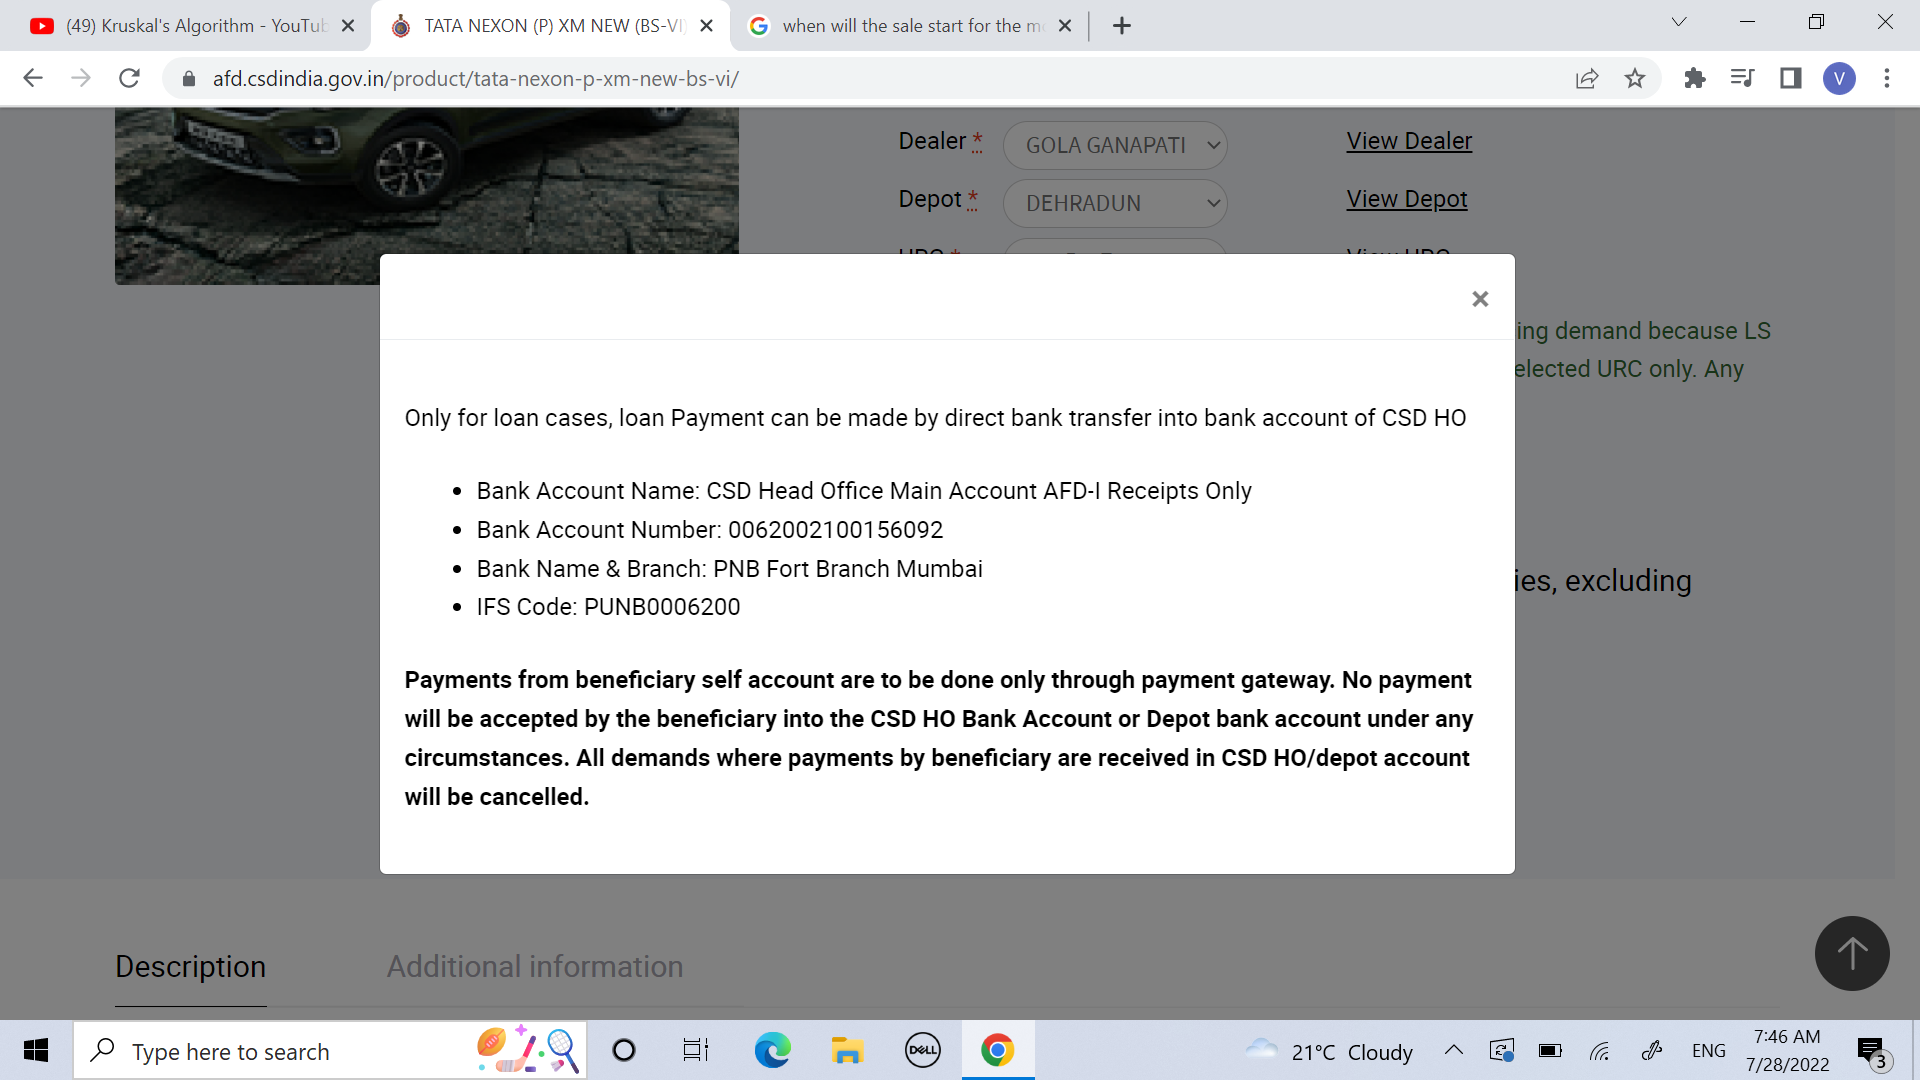 (49) Kruskal's Algorithm - YouTub
TATA NEXON (P) XM NEW (BS-VI)
when will the sale start for the m
afd.csdindia.gov.in/product/tata-nexon-p-xm-new-bs-vi/
V
Dealer * GOLA GANAPATI View Dealer
Depot * DEHRADUN View Depot
ing demand because LS
elected URC only. Any
Only for loan cases, loan Payment can be made by direct bank transfer into bank account of CSD HO
• Bank Account Name: CSD Head Office Main Account AFD-I Receipts Only
• Bank Account Number: 0062002100156092
• Bank Name & Branch: PNB Fort Branch Mumbai
• IFS Code: PUNB0006200
ies, excluding
Payments from beneficiary self account are to be done only through payment gateway. No payment
will be accepted by the beneficiary into the CSD HO Bank Account or Depot bank account under any
circumstances. All demands where payments by beneficiary are received in CSD HO/depot account
will be cancelled.
Description Additional information
Type here to search
DELL
21°C Cloudy
ENG
7:46 AM
7/28/2022
3